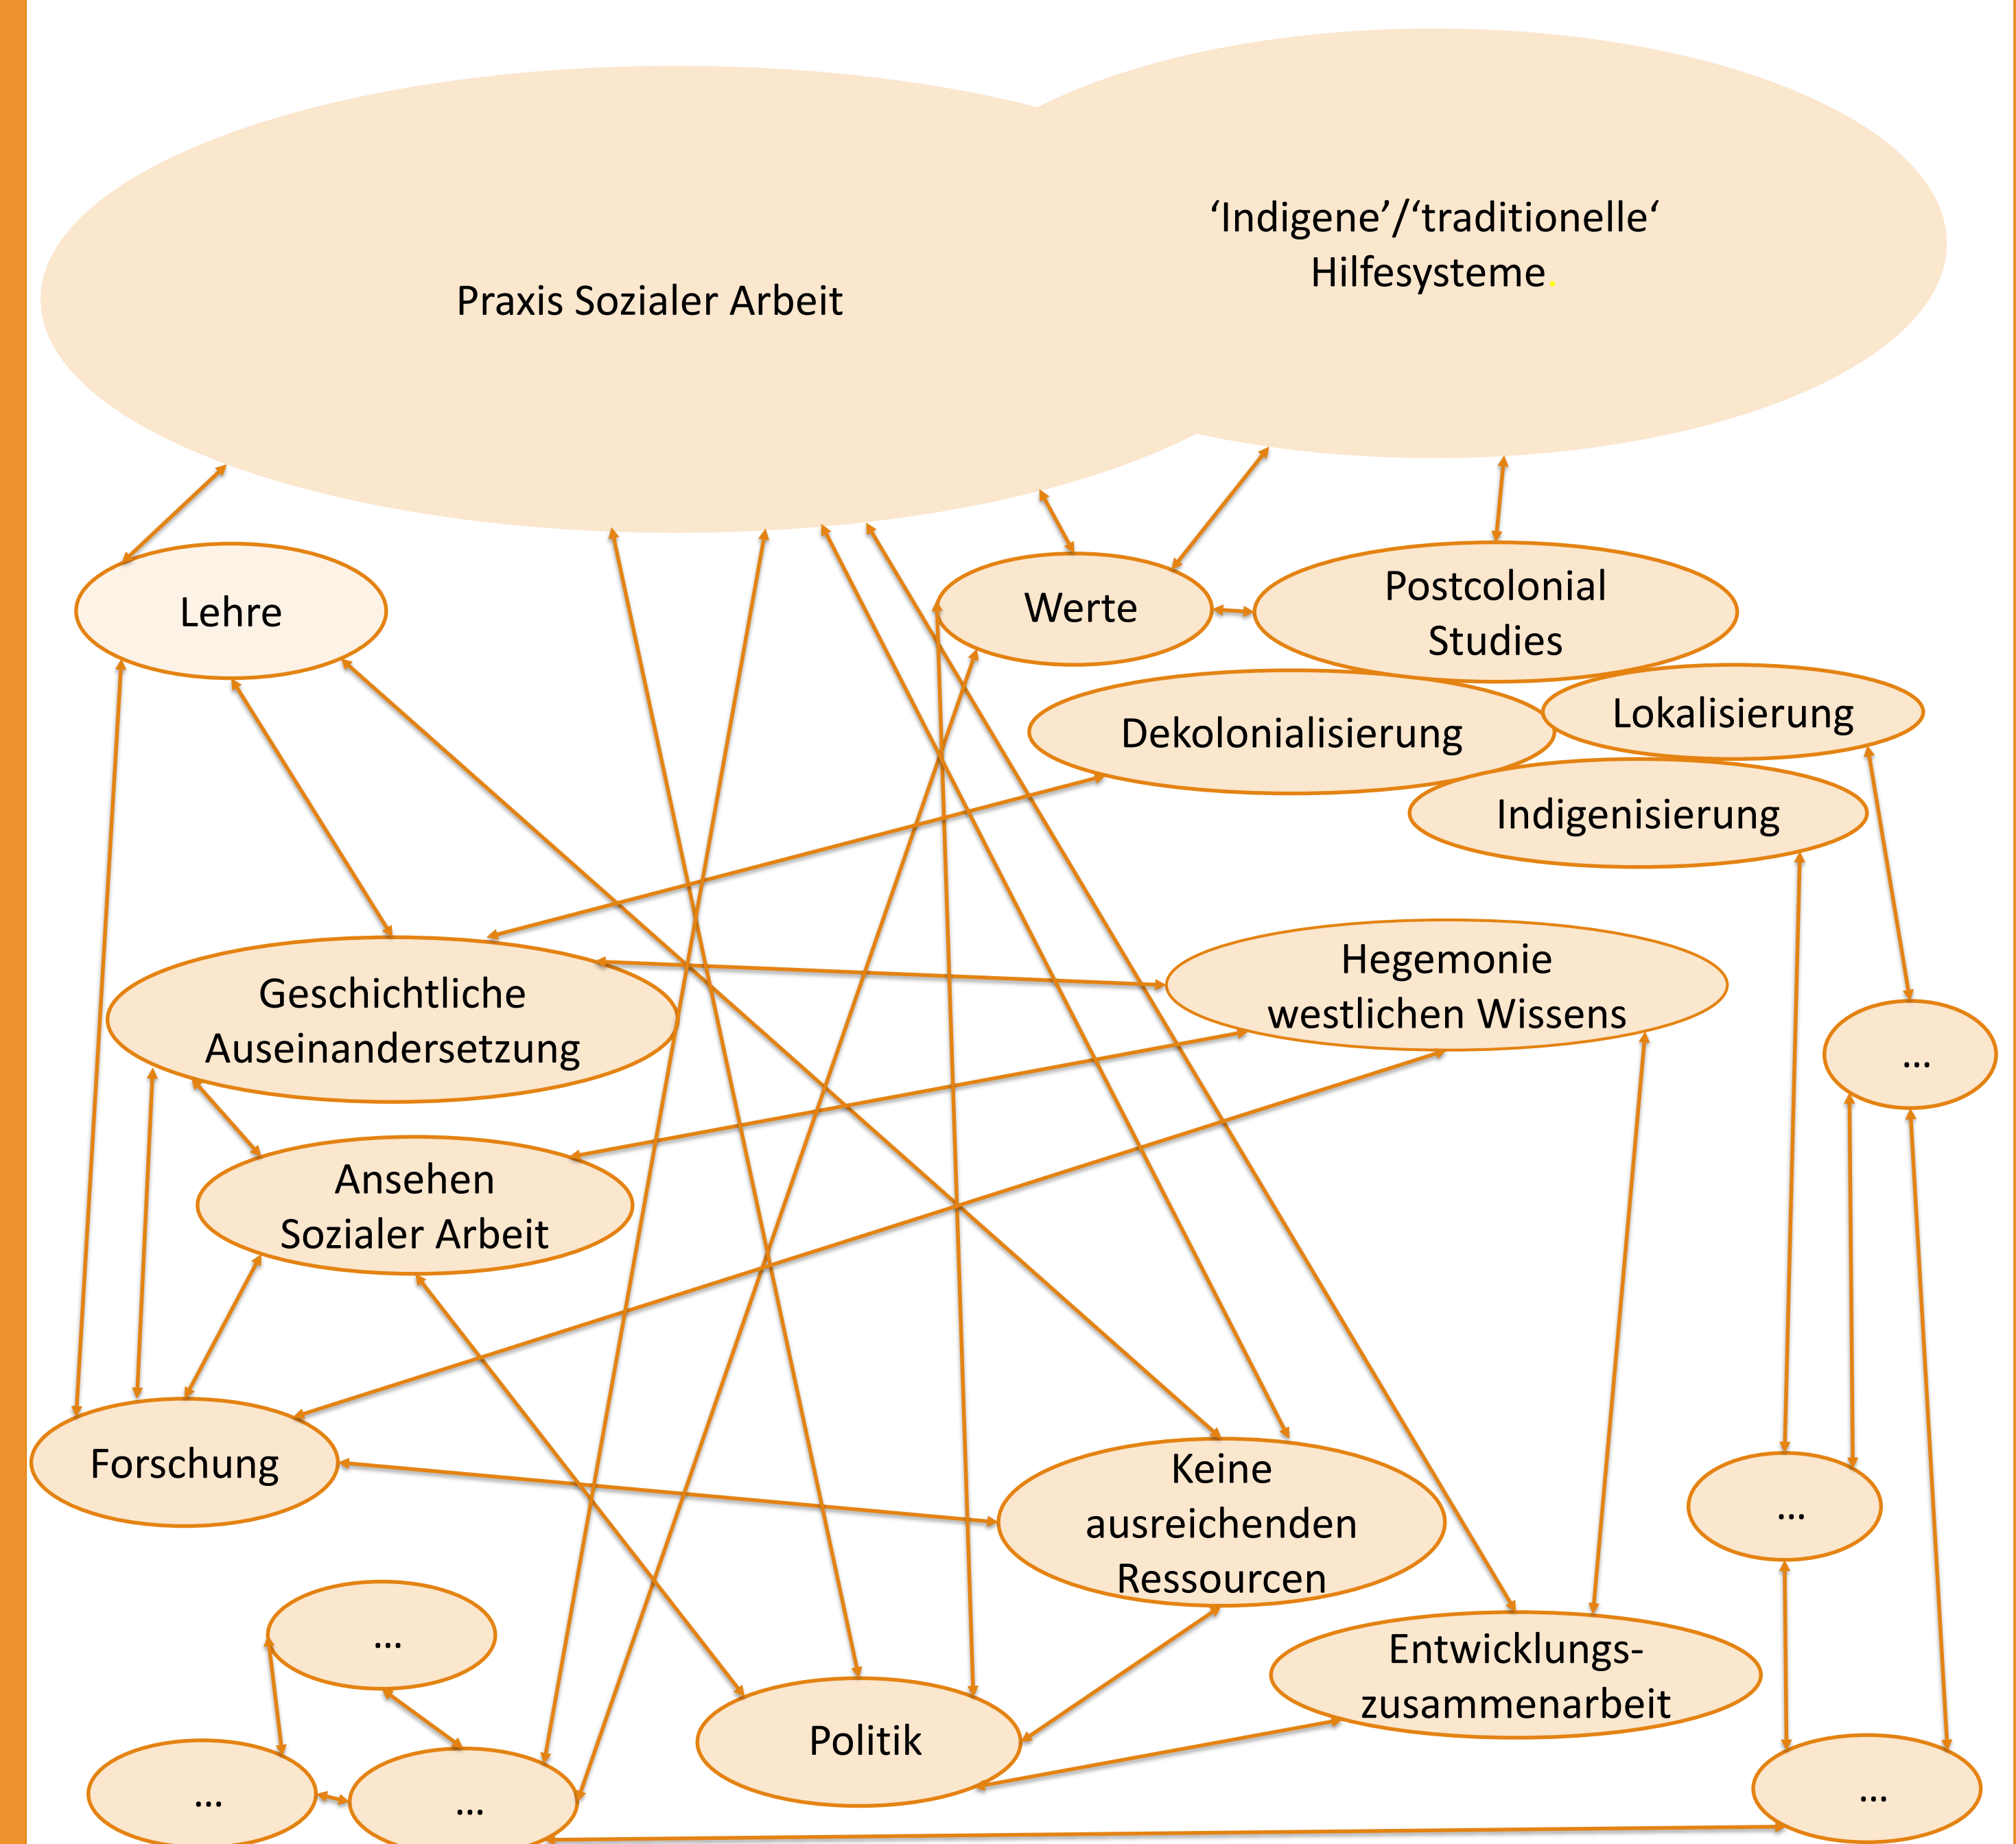 ‘Indigene’/‘traditionelle‘
Hilfesysteme.
Praxis Sozialer Arbeit
Lehre
Werte
Postcolonial
Studies
Dekolonialisierung
Lokalisierung
Indigenisierung
Geschichtliche
Auseinandersetzung
Hegemonie
westlichen Wissens
...
Ansehen
Sozialer Arbeit
Forschung
Keine
ausreichenden
Ressourcen
...
...
Entwicklungs-
zusammenarbeit
Politik
...
...
...